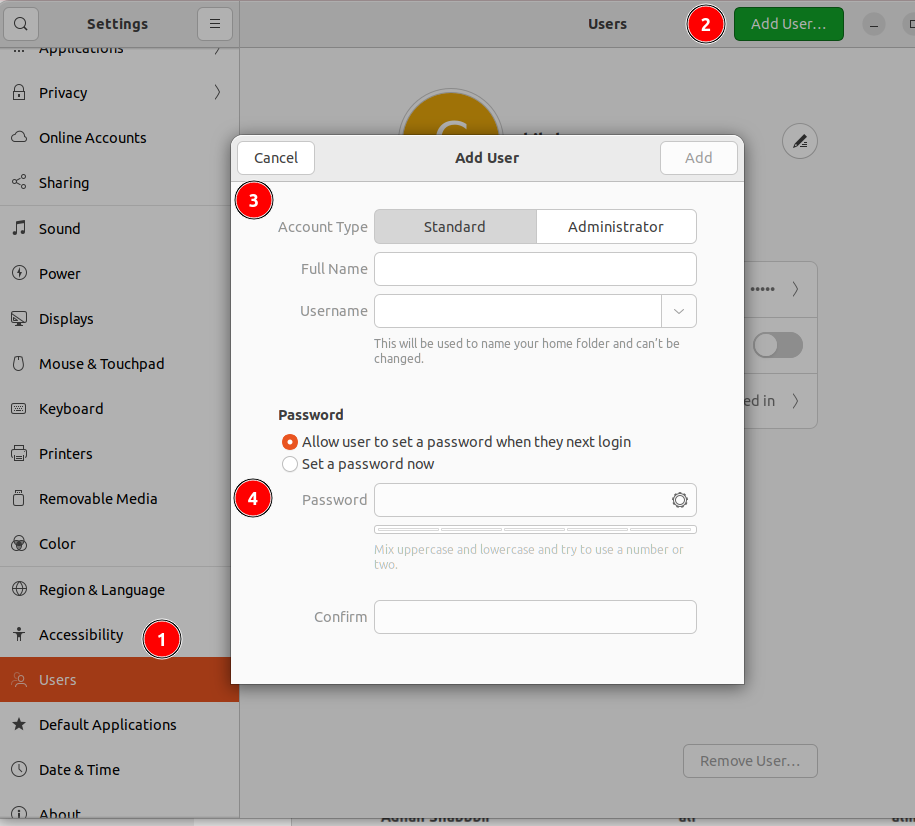 Settings
Users
2
Add User...
Applications
Privacy
Online Accounts
Sharing
Sound
Power
Displays
Mouse & Touchpad
Keyboard
Printers
Removable Media
Color
Region & Language
Accessibility
1
Users
Default Applications
Date & Time
About
Cancel
Add User
Add
3
Account Type
Standard
Administrator
Full Name
Username
This will be used to name your home folder and can't be
changed.
Password
Allow user to set a password when they next login
Set a password now
4
Password
Mix uppercase and lowercase and try to use a number or
two.
Confirm
•••••
ed in
Remove User...